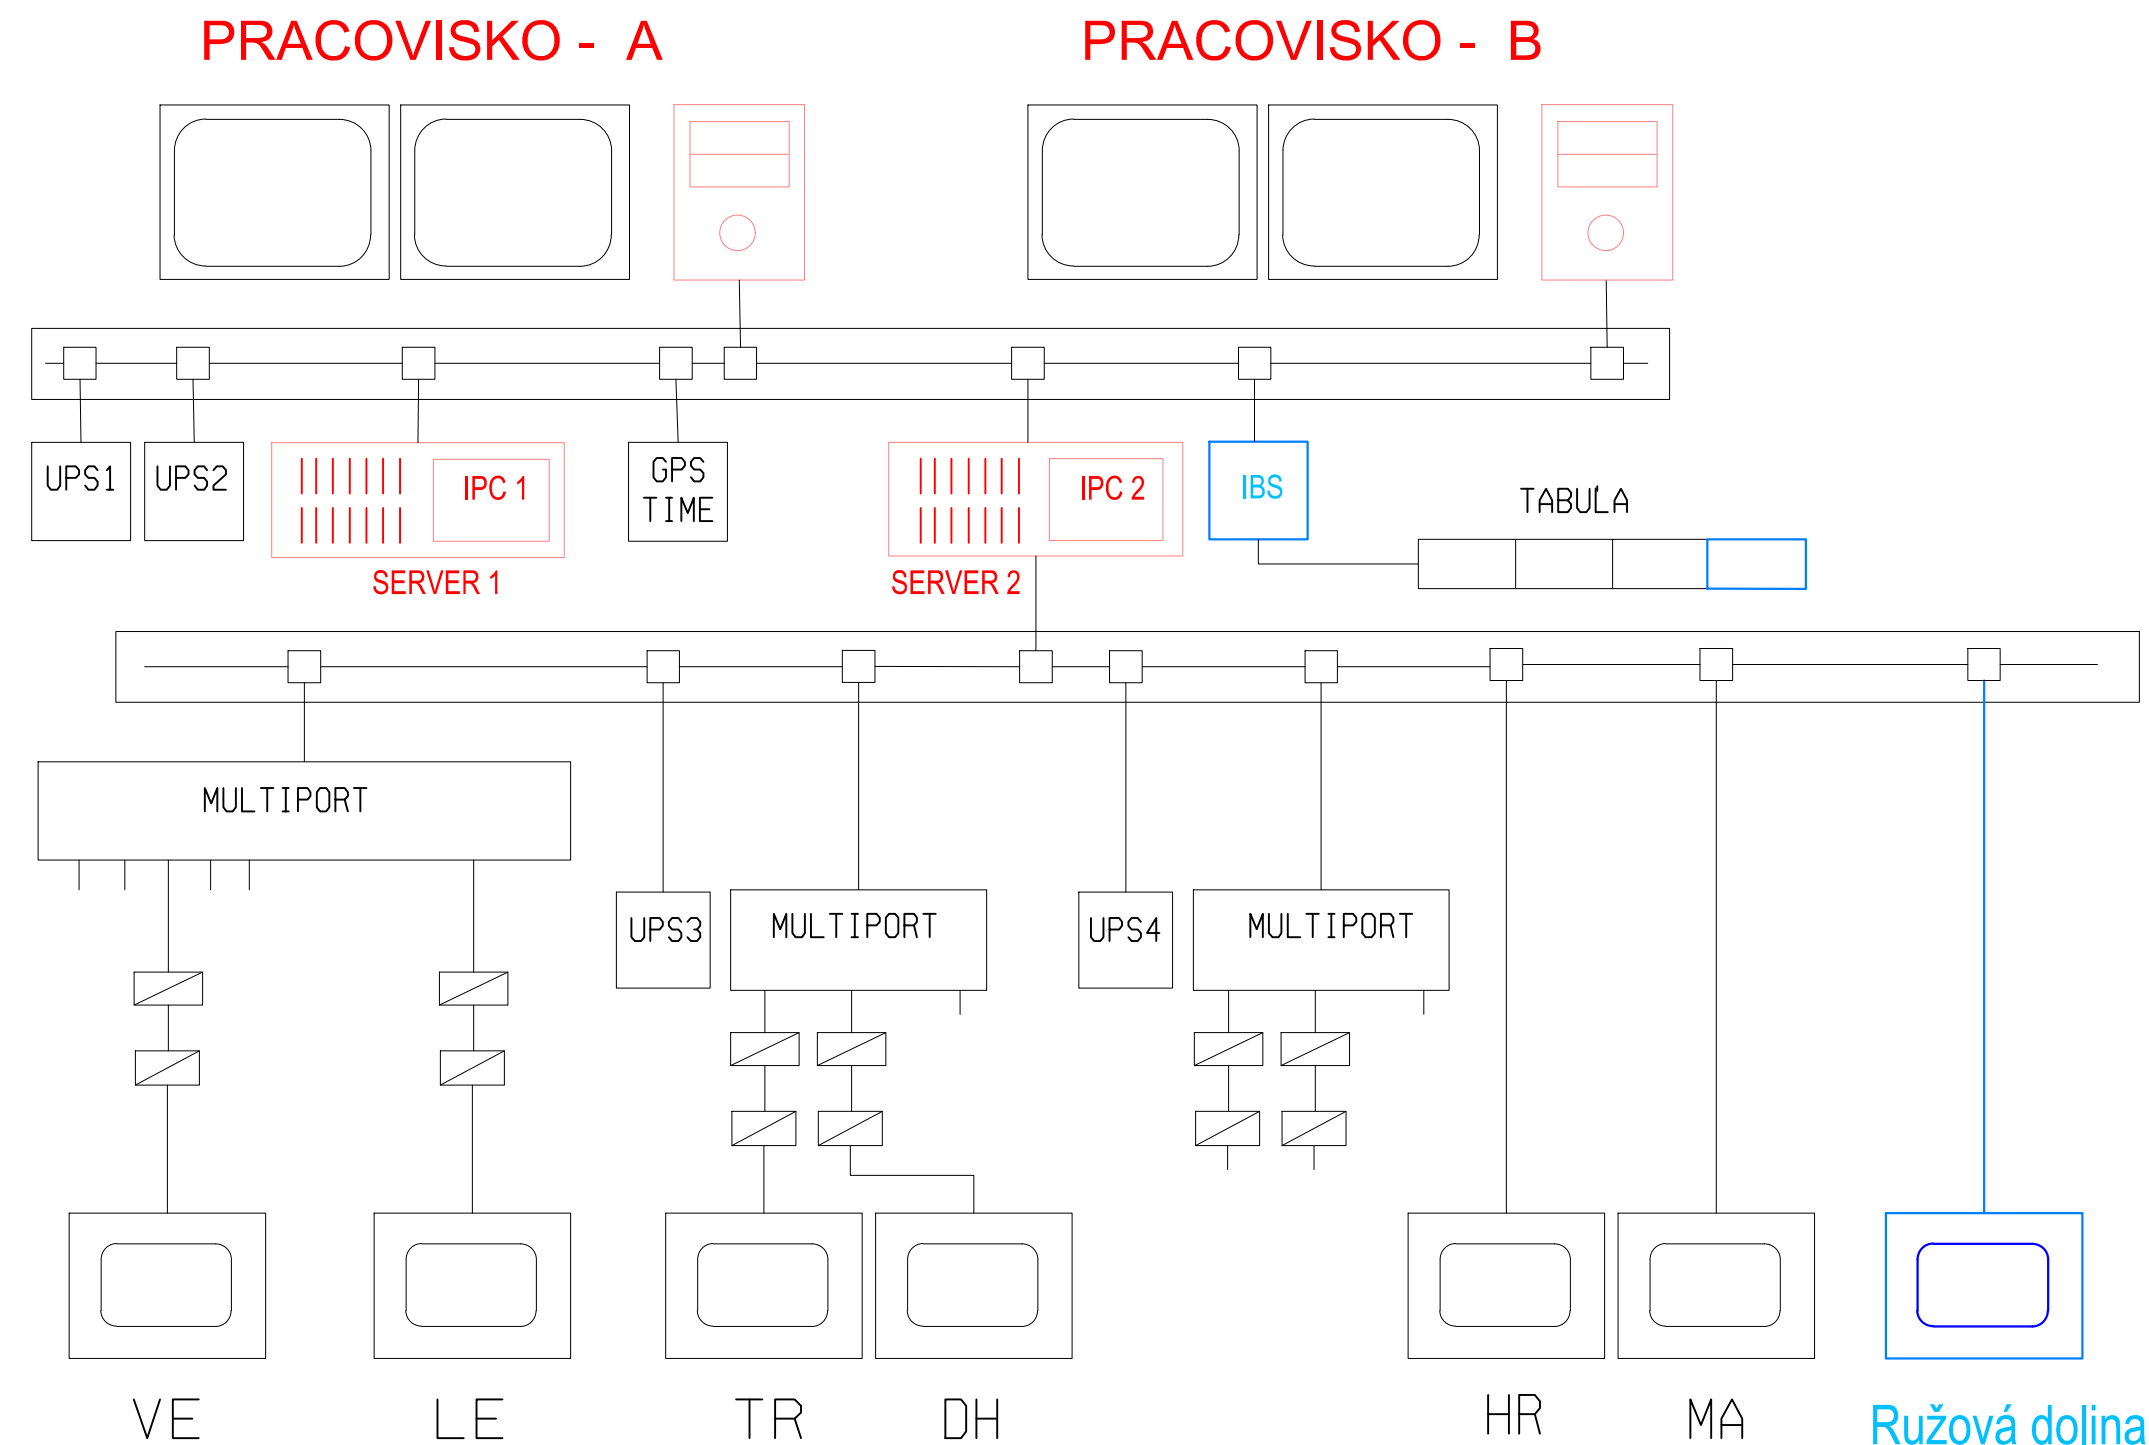 PRACOVISKO - A
PRACOVISKO - B
UPS1
UPS2
IPC 1
GPS
TIME
IPC 2
IBS
TABUĽA
SERVER 1
SERVER 2
MULTIPORT
UPS3
MULTIPORT
UPS4
MULTIPORT
VE
LE
TR
DH
HR
MA
Ružová dolina